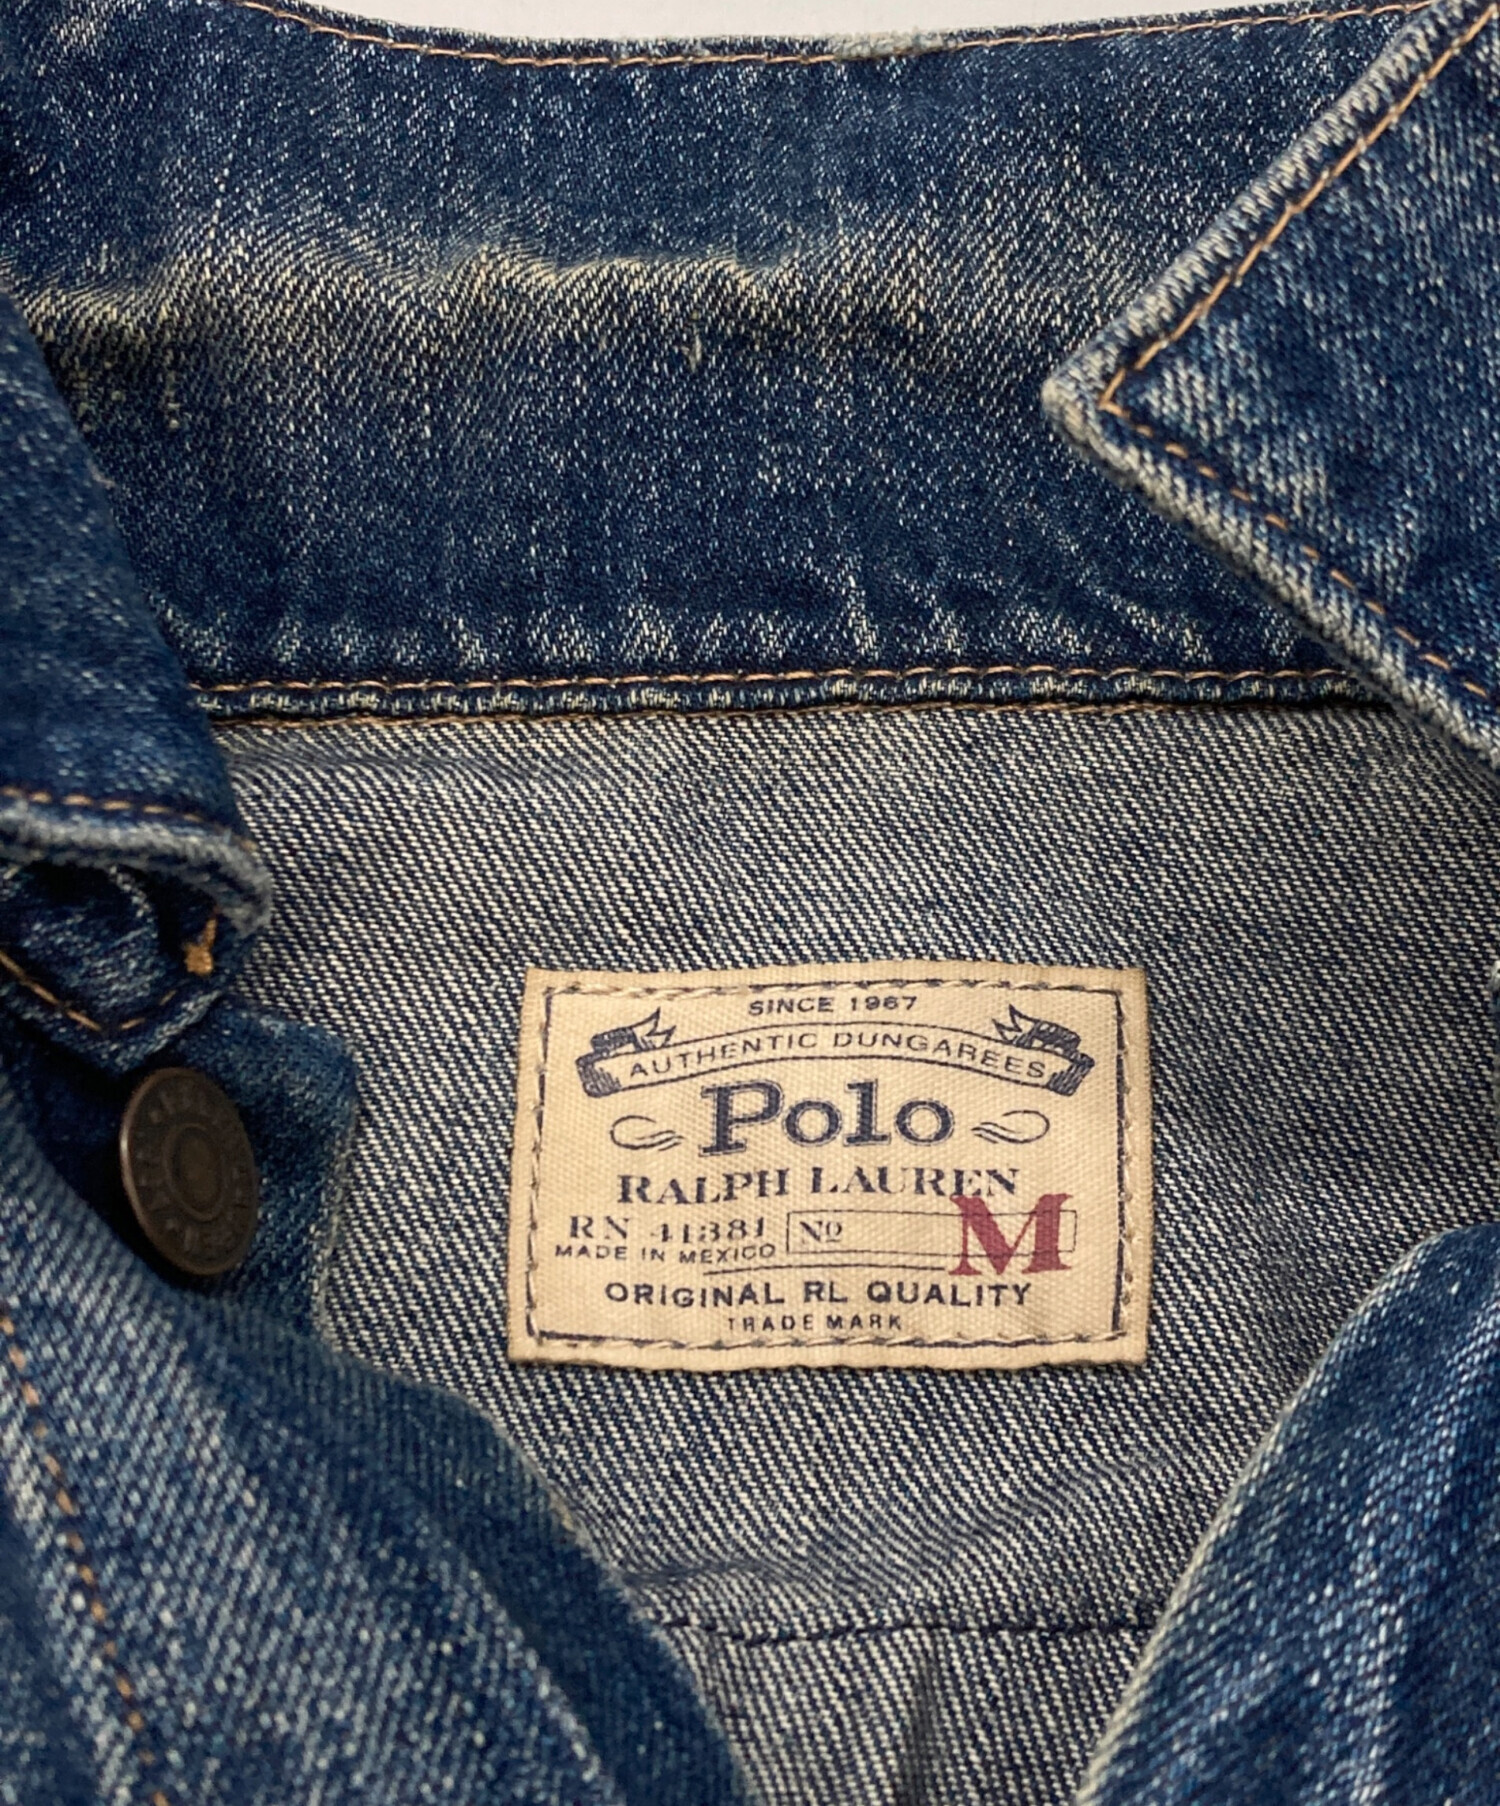 SINCE 1967
AUTHENTIC DUNGAREES
Polo
RALPH LAUREN
RN 41381 No M
MADE IN MEXICO
ORIGINAL RL QUALITY
TRADE MARK